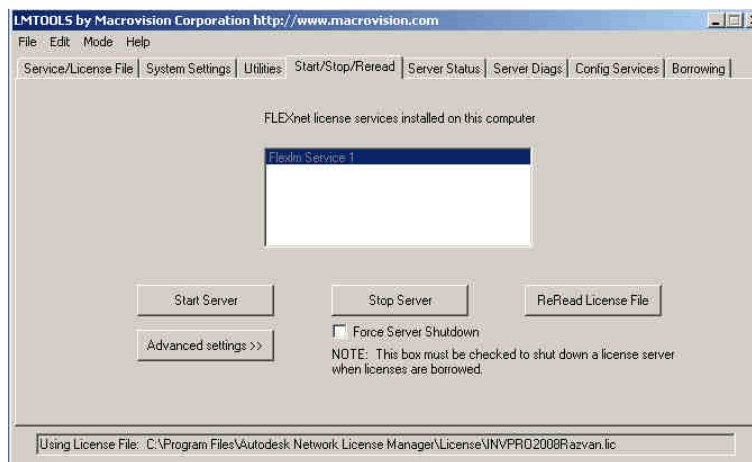 LMTOOLS by Macrovision Corporation http://www.macrovision.com
File Edit Mode Help
Service/License File System Settings Utilities Start/Stop/Reread Server Status Server Diags Config Services Borrowing
FLEXnet license services installed on this computer
Flexlm Service 1
Start Server Stop Server ReRead License File
Advanced settings >> Force Server Shutdown
NOTE: This box must be checked to shut down a license server
when licenses are borrowed.
Using License File: C:\Program Files\Autodesk Network License Manager\License\INVPRO2008Razvan.lic